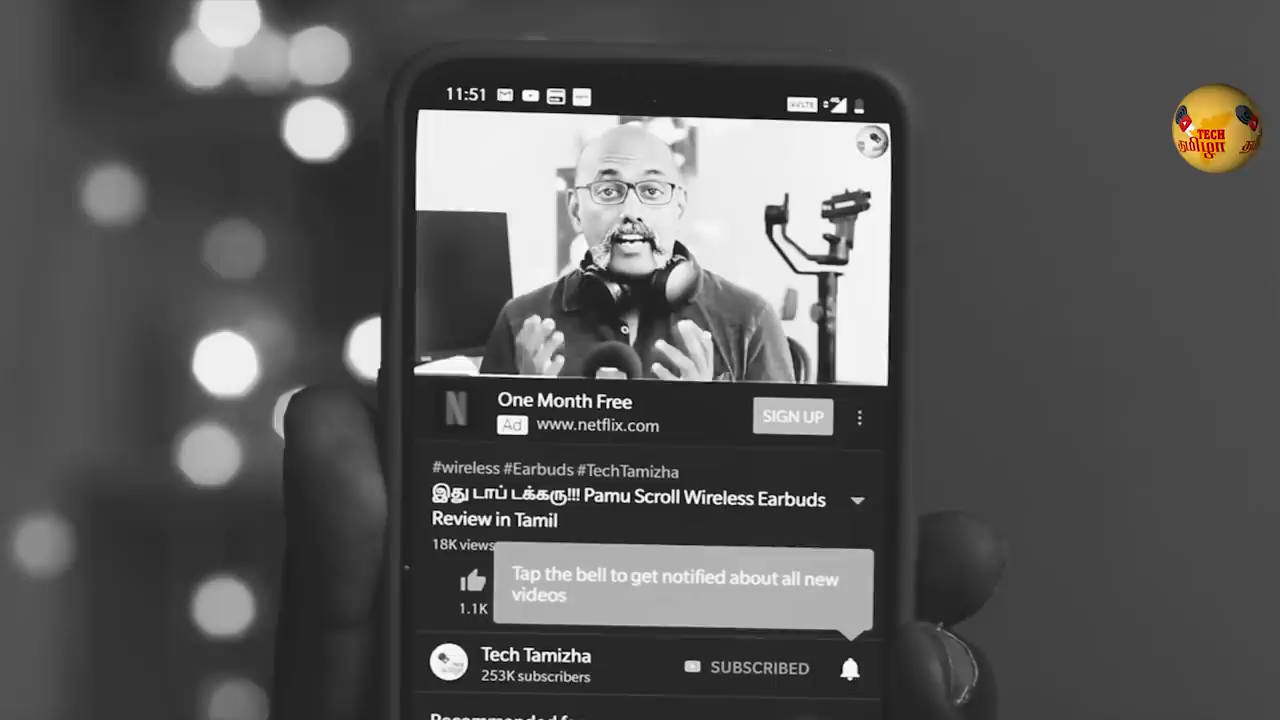 11:51
TECH
தமிழா
One Month Free
SIGN UP
Ad www.netflix.com
#wireless #Earbuds #TechTamizha
இது டாப் டக்கரு!!! Pamu Scroll Wireless Earbuds
Review in Tamil
18K views
Tap the bell to get notified about all new
videos
1.1K
Tech Tamizha
253K subscribers
SUBSCRIBED